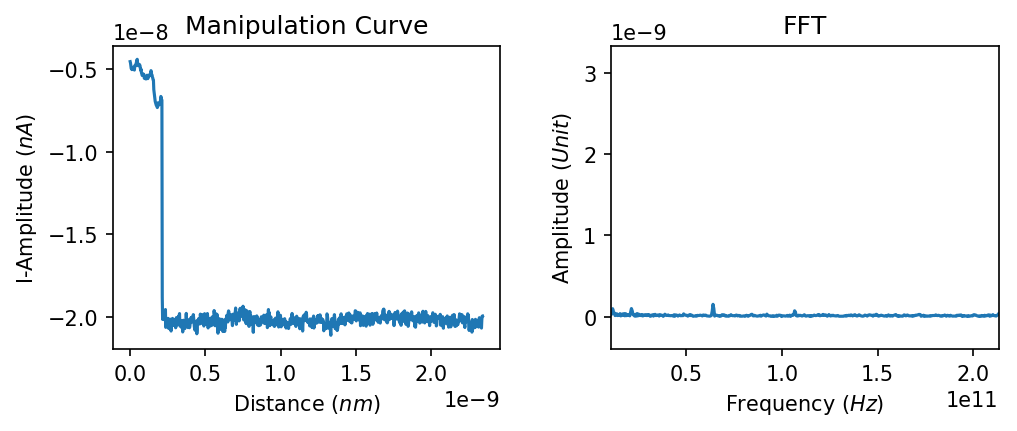 Manipulation Curve
1e−8
−0.5
−1.0
−1.5
−2.0
I-Amplitude (nA)
0.0 0.5 1.0 1.5 2.0
1e−9
Distance (nm)
FFT
1e−9
3
2
1
0
Amplitude (Unit)
0.5 1.0 1.5 2.0
1e11
Frequency (Hz)